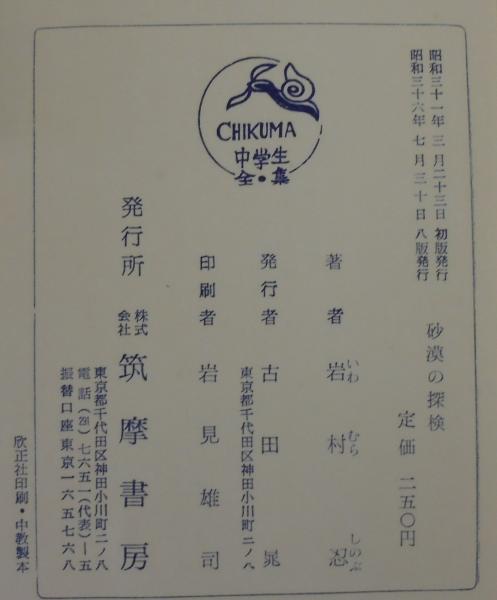 昭和三十一年 三月二十三日 初版発行
昭和三十六年 七月三十日 八版発行
砂漠の探検
定価 二五〇円
著者 岩村忍
いわ むら しのぶ
発行者 古田晁
東京都千代田区神田小川町二ノ八
印刷者 岩見雄司
発行所 株式会社 筑摩書房
東京都千代田区神田小川町二ノ八
電話(291)七六五一(代表)―五
振替口座東京一六五七六八
欣正社印刷・中教製本
CHIKUMA
中学生
全・集